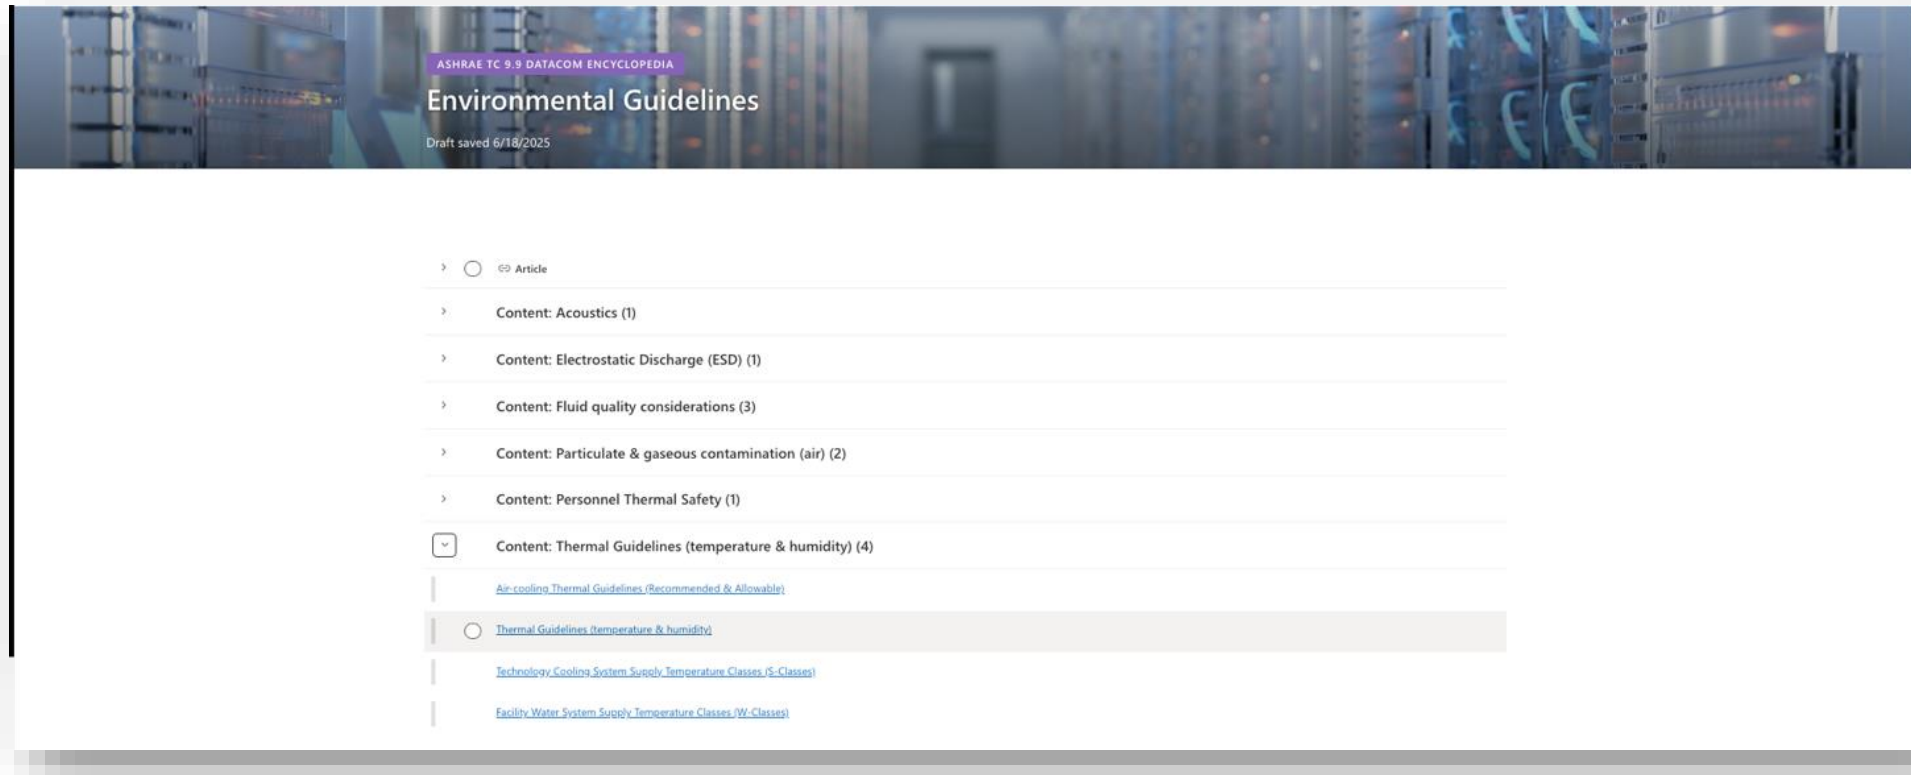 ASHRAE TC 9.9 DATACOM ENCYCLOPEDIA
Environmental Guidelines
Draft saved 6/18/2025
Article
Content: Acoustics (1)
Content: Electrostatic Discharge (ESD) (1)
Content: Fluid quality considerations (3)
Content: Particulate & gaseous contamination (air) (2)
Content: Personnel Thermal Safety (1)
Content: Thermal Guidelines (temperature & humidity) (4)
Air-cooling Thermal Guidelines (Recommended & Allowable)
Thermal Guidelines (temperature & humidity)
Technology Cooling System Supply Temperature Classes (S-Classes)
Facility Water System Supply Temperature Classes (W-Classes)